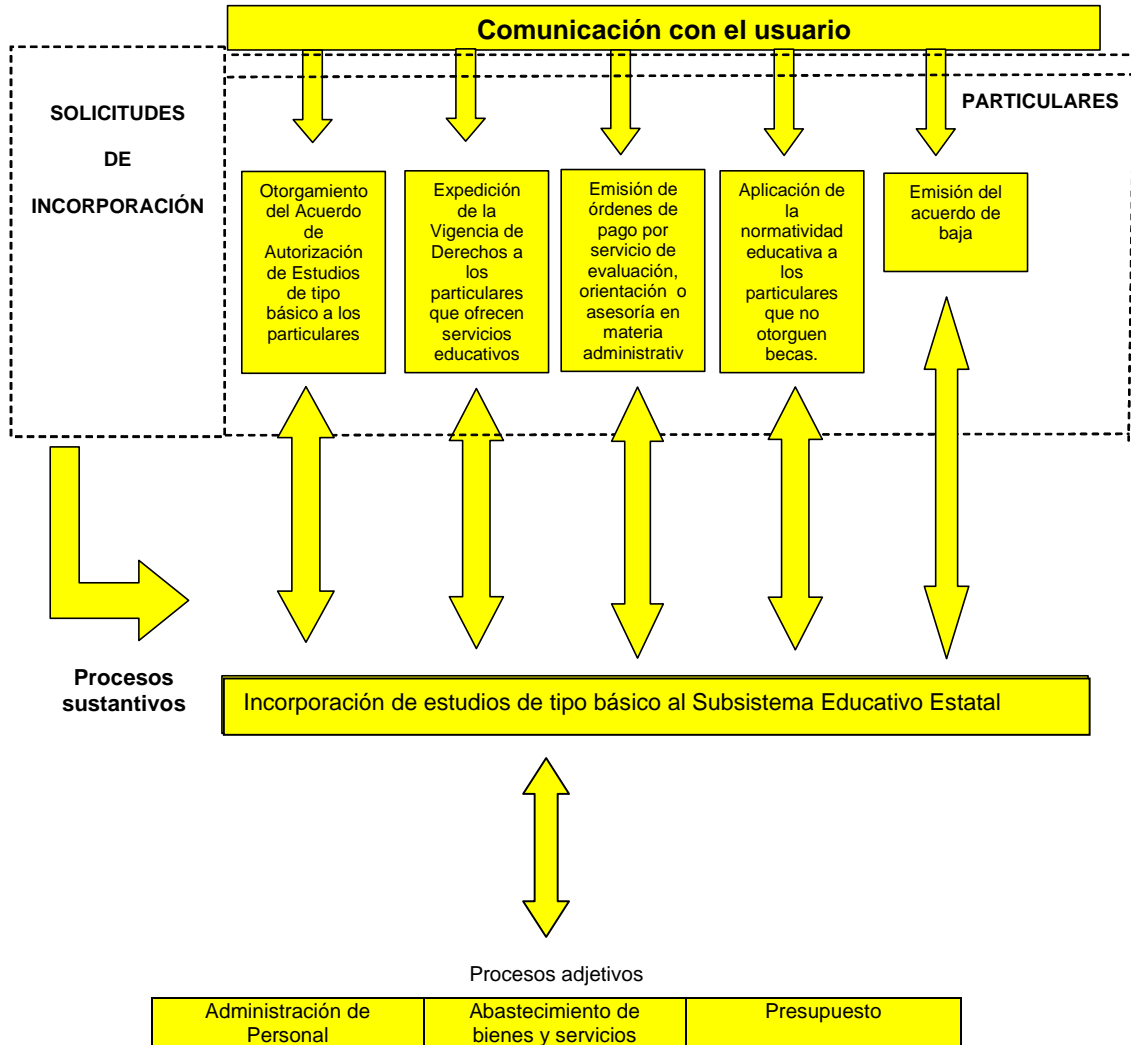 Comunicación con el usuario
SOLICITUDES
DE
INCORPORACIÓN
PARTICULARES
Otorgamiento
del Acuerdo
de
Autorización
de Estudios
de tipo
básico a los
particulares
Expedición
de la
Vigencia de
Derechos a
los
particulares
que ofrecen
servicios
educativos
Emisión de
órdenes de
pago por
servicio de
evaluación,
orientación o
asesoría en
materia
administrativ
Aplicación de
la
normatividad
educativa a
los
particulares
que no
otorguen
becas.
Emisión del
acuerdo de
baja
Procesos
sustantivos
Incorporación de estudios de tipo básico al Subsistema Educativo Estatal
Procesos adjetivos
Administración de
Personal
Abastecimiento de
bienes y servicios
Presupuesto